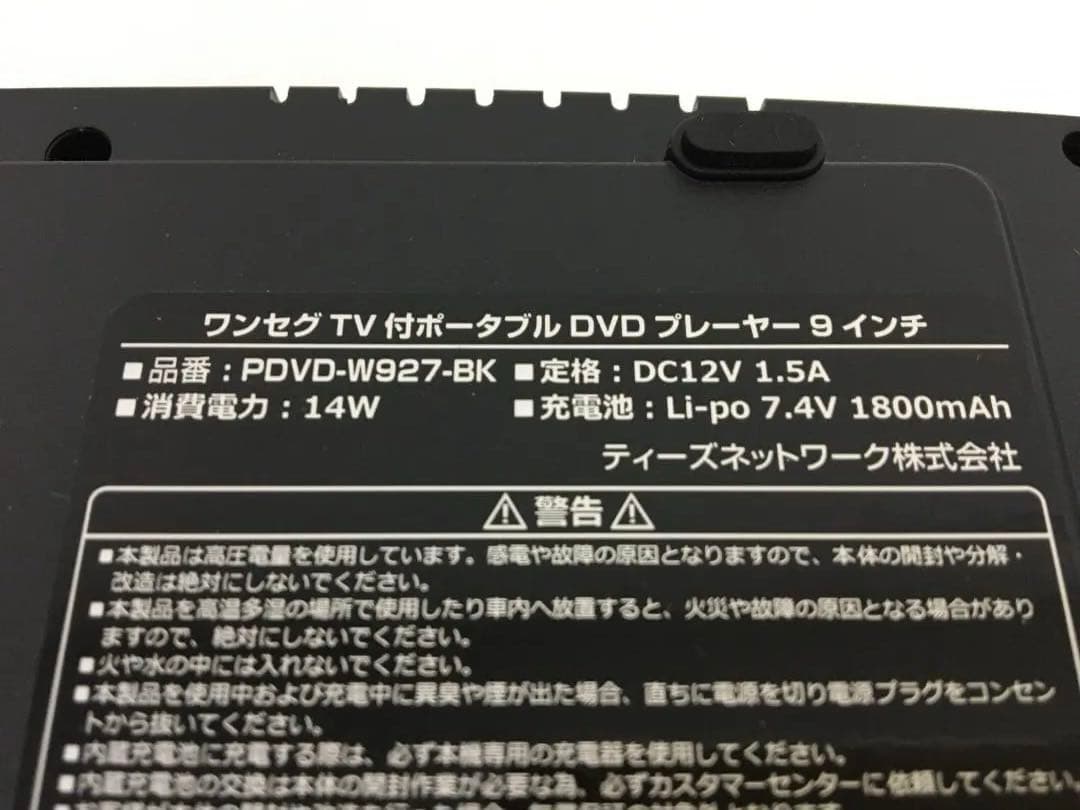 ワンセグ TV 付ポータブル DVD プレーヤー 9 インチ
■品番：PDVD-W927-BK ■定格：DC12V 1.5A
■消費電力：14W ■充電池：Li-po 7.4V 1800mAh
ティーズネットワーク株式会社
⚠警告⚠
■本製品は高圧電量を使用しています。感電や故障の原因となりますので、本体の開封や分解・
改造は絶対にしないでください。
■本製品を高温多湿の場所で使用したり車内へ放置すると、火災や故障の原因となる場合があり
ますので、絶対にしないでください。
■火や水の中には入れないでください。
■本製品を使用中および充電中に異臭や煙が出た場合、直ちに電源を切り電源プラグをコンセン
トから抜いてください。
■内蔵充電池に充電する際は、必ず本機専用の充電器を使用してください。
■内蔵充電池の交換は本体の開封作業が必要な為、必ずカスタマーセンターに依頼してください。